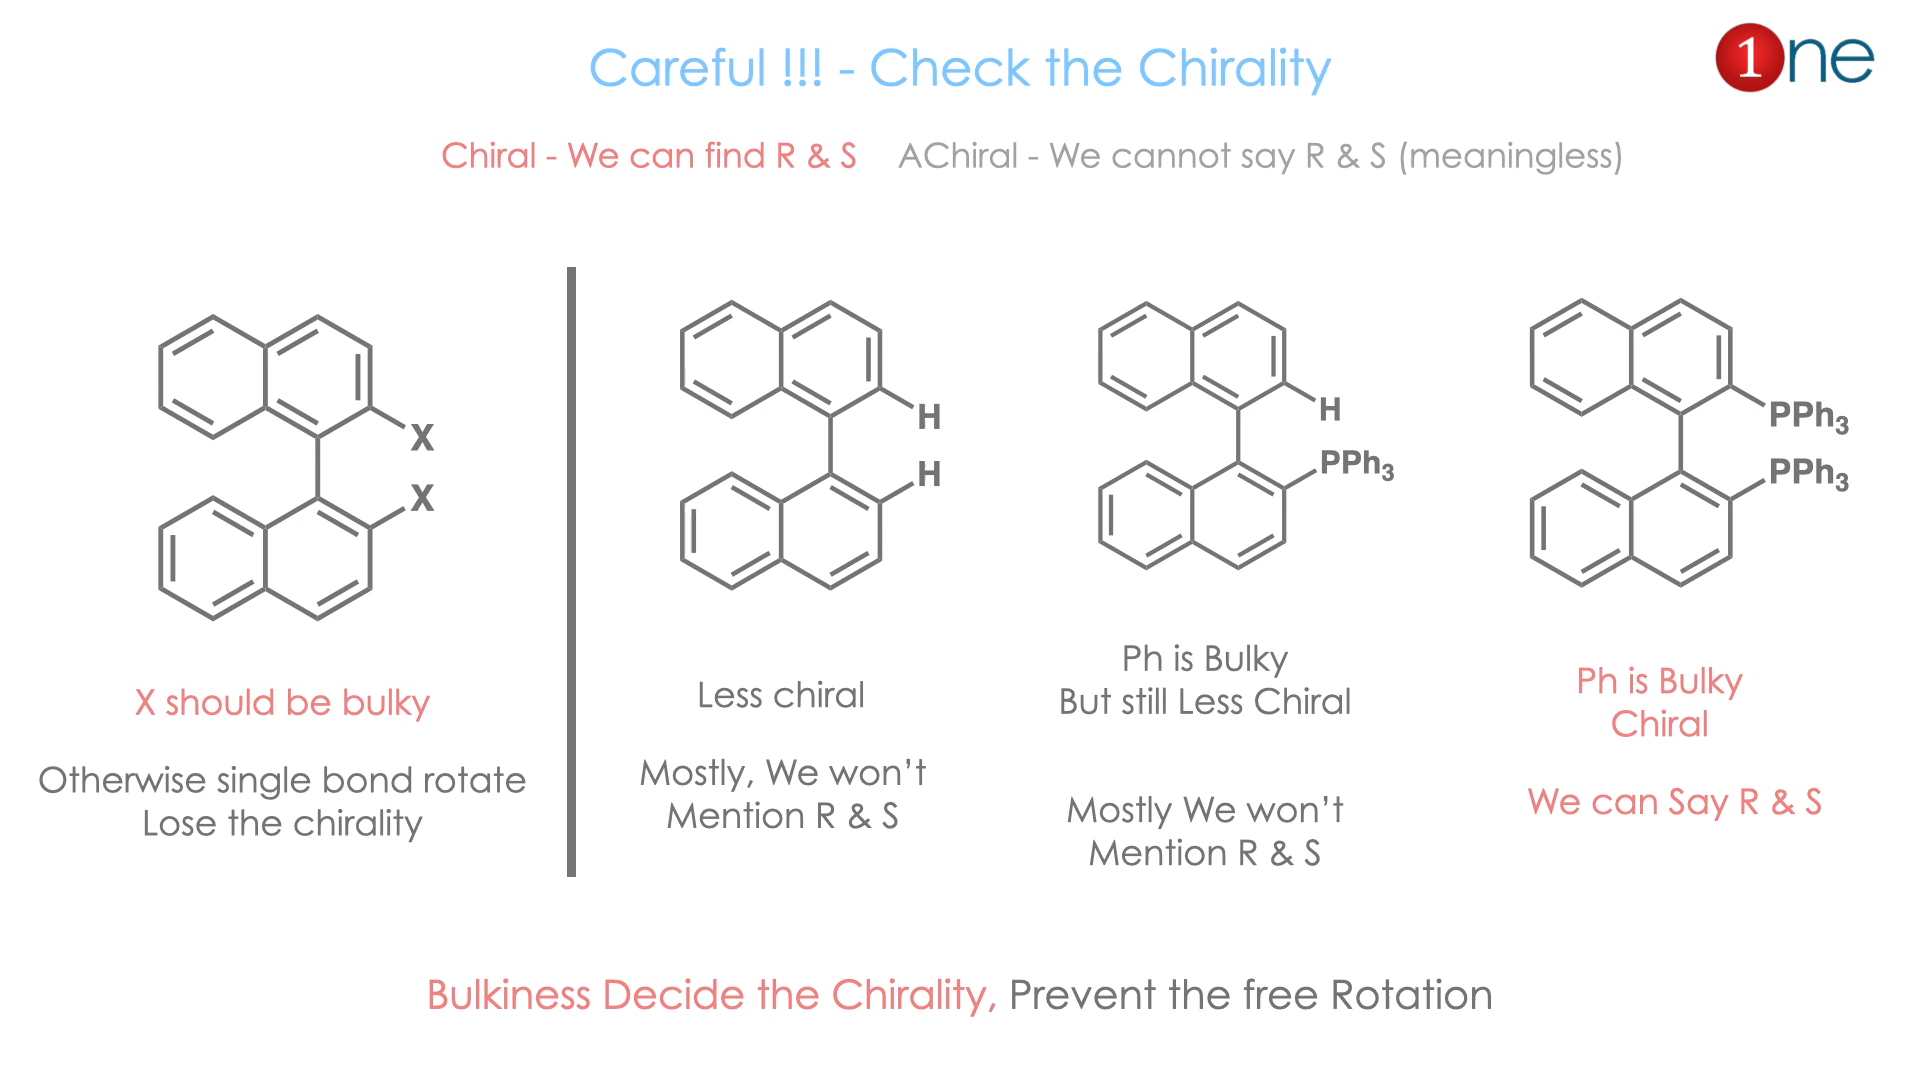 Careful !!! - Check the Chirality
1ne
Chiral - We can find R & S AChiral - We cannot say R & S (meaningless)
X
X
X should be bulky
Otherwise single bond rotate
Lose the chirality
H
H
Less chiral
Mostly, We won't
Mention R & S
H
PPh3
Ph is Bulky
But still Less Chiral
Mostly We won't
Mention R & S
PPh3
PPh3
Ph is Bulky
Chiral
We can Say R & S
Bulkiness Decide the Chirality, Prevent the free Rotation